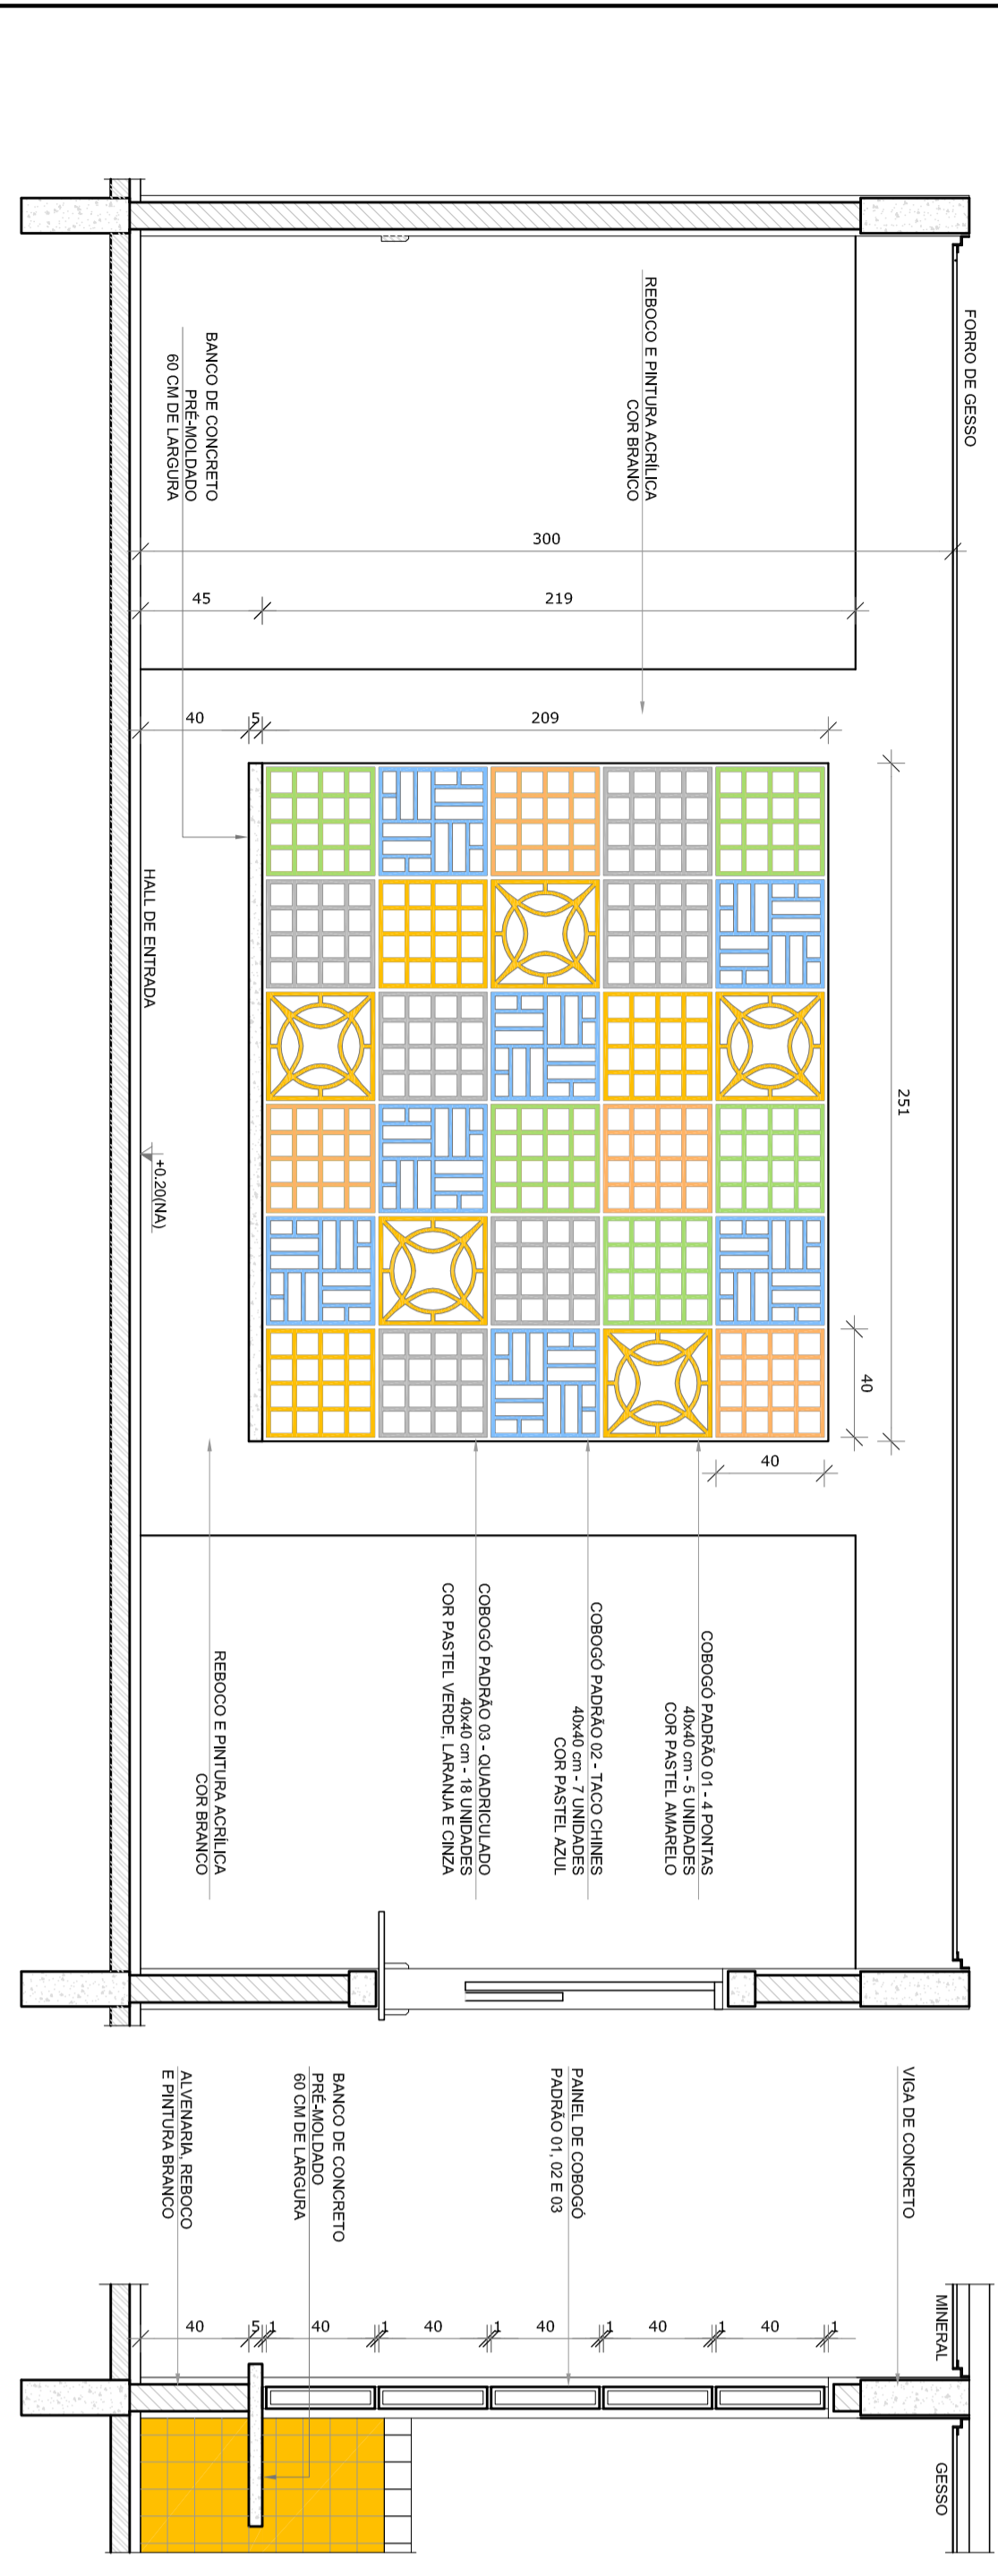 FORRO DE GESSO
REBOCO E PINTURA ACRÍLICA
COR BRANCO
BANCO DE CONCRETO
PRÉ-MOLDADO
60 CM DE LARGURA
300
45
219
40
5
209
251
HALL DE ENTRADA
+0.20(NA)
40
40
COBOGÓ PADRÃO 01 - 4 PONTAS
40x40 cm - 5 UNIDADES
COR PASTEL AMARELO
COBOGÓ PADRÃO 02 - TACO CHINES
40x40 cm - 7 UNIDADES
COR PASTEL AZUL
COBOGÓ PADRÃO 03 - QUADRICULADO
40x40 cm - 18 UNIDADES
COR PASTEL VERDE, LARANJA E CINZA
REBOCO E PINTURA ACRÍLICA
COR BRANCO
VIGA DE CONCRETO
PAINEL DE COBOGÓ
PADRÃO 01, 02 E 03
BANCO DE CONCRETO
PRÉ-MOLDADO
60 CM DE LARGURA
ALVENARIA, REBOCO
E PINTURA BRANCO
MINERAL
GESSO
40
5
1
40
1
40
1
40
1
40
1
40
1